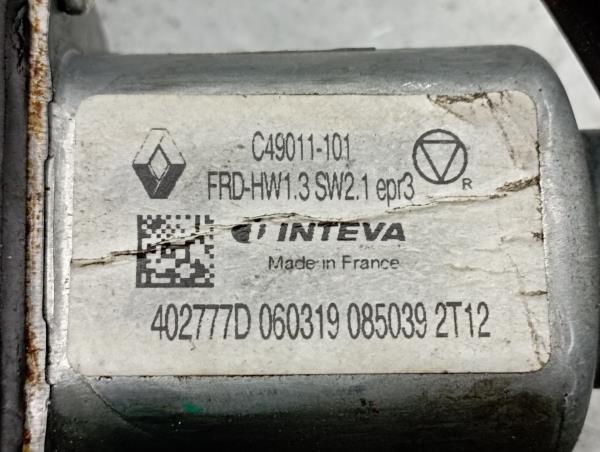 C49011-101
FRD-HW1.3 SW2.1 epr3
R
INTEVA
Made in France
402777D 060319 085039 2T12